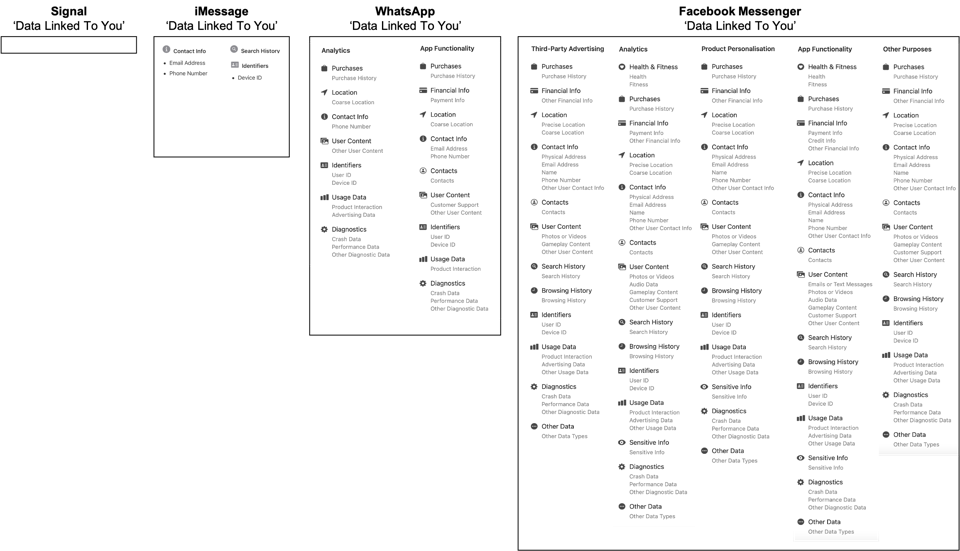 Signal
'Data Linked To You'
iMessage
'Data Linked To You'
Contact Info
• Email Address
• Phone Number
Search History
Identifiers
• Device ID
WhatsApp
'Data Linked To You'
Analytics
Purchases
Purchase History
Location
Coarse Location
Contact Info
Phone Number
User Content
Other User Content
Identifiers
User ID
Device ID
Usage Data
Product Interaction
Advertising Data
Diagnostics
Crash Data
Performance Data
Other Diagnostic Data
App Functionality
Purchases
Purchase History
Financial Info
Payment Info
Location
Coarse Location
Contact Info
Email Address
Phone Number
Contacts
Contacts
User Content
Customer Support
Other User Content
Identifiers
User ID
Device ID
Usage Data
Product Interaction
Diagnostics
Crash Data
Performance Data
Other Diagnostic Data
Facebook Messenger
'Data Linked To You'
Third-Party Advertising
Purchases
Purchase History
Financial Info
Other Financial Info
Location
Precise Location
Coarse Location
Contact Info
Physical Address
Email Address
Name
Phone Number
Other User Contact Info
Contacts
Contacts
User Content
Photos or Videos
Gameplay Content
Other User Content
Search History
Search History
Browsing History
Browsing History
Identifiers
User ID
Device ID
Usage Data
Product Interaction
Advertising Data
Other Usage Data
Diagnostics
Crash Data
Performance Data
Other Diagnostic Data
Other Data
Other Data Types
Analytics
Health & Fitness
Health
Fitness
Purchases
Purchase History
Financial Info
Payment Info
Other Financial Info
Location
Precise Location
Coarse Location
Contact Info
Physical Address
Email Address
Name
Phone Number
Other User Contact Info
Contacts
Contacts
User Content
Photos or Videos
Audio Data
Gameplay Content
Customer Support
Other User Content
Search History
Search History
Browsing History
Browsing History
Identifiers
User ID
Device ID
Usage Data
Product Interaction
Advertising Data
Other Usage Data
Sensitive Info
Sensitive Info
Diagnostics
Crash Data
Performance Data
Other Diagnostic Data
Other Data
Other Data Types
Product Personalisation
Purchases
Purchase History
Financial Info
Other Financial Info
Location
Precise Location
Coarse Location
Contact Info
Physical Address
Email Address
Name
Phone Number
Other User Contact Info
Contacts
Contacts
User Content
Photos or Videos
Gameplay Content
Other User Content
Search History
Search History
Browsing History
Browsing History
Identifiers
User ID
Device ID
Usage Data
Product Interaction
Advertising Data
Other Usage Data
Sensitive Info
Sensitive Info
Diagnostics
Crash Data
Performance Data
Other Diagnostic Data
Other Data
Other Data Types
App Functionality
Health & Fitness
Health
Fitness
Purchases
Purchase History
Financial Info
Payment Info
Credit Info
Other Financial Info
Location
Precise Location
Coarse Location
Contact Info
Physical Address
Email Address
Name
Phone Number
Other User Contact Info
Contacts
Contacts
User Content
Emails or Text Messages
Photos or Videos
Audio Data
Gameplay Content
Customer Support
Other User Content
Search History
Search History
Browsing History
Browsing History
Identifiers
User ID
Device ID
Usage Data
Product Interaction
Advertising Data
Other Usage Data
Sensitive Info
Sensitive Info
Diagnostics
Crash Data
Performance Data
Other Diagnostic Data
Other Data
Other Data Types
Other Purposes
Purchases
Purchase History
Financial Info
Other Financial Info
Location
Precise Location
Coarse Location
Contact Info
Physical Address
Email Address
Name
Phone Number
Other User Contact Info
Contacts
Contacts
User Content
Photos or Videos
Gameplay Content
Customer Support
Other User Content
Search History
Search History
Browsing History
Browsing History
Identifiers
User ID
Device ID
Usage Data
Product Interaction
Advertising Data
Other Usage Data
Diagnostics
Crash Data
Performance Data
Other Diagnostic Data
Other Data
Other Data Types